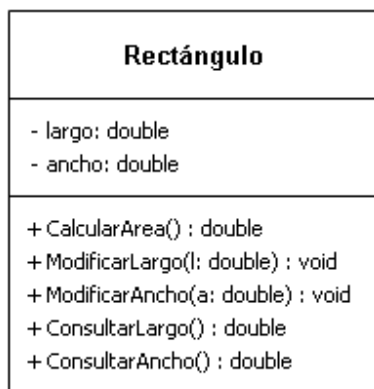 Rectángulo
- largo: double
- ancho: double
+ CalcularArea() : double
+ ModificarLargo(l: double) : void
+ ModificarAncho(a: double) : void
+ ConsultarLargo() : double
+ ConsultarAncho() : double